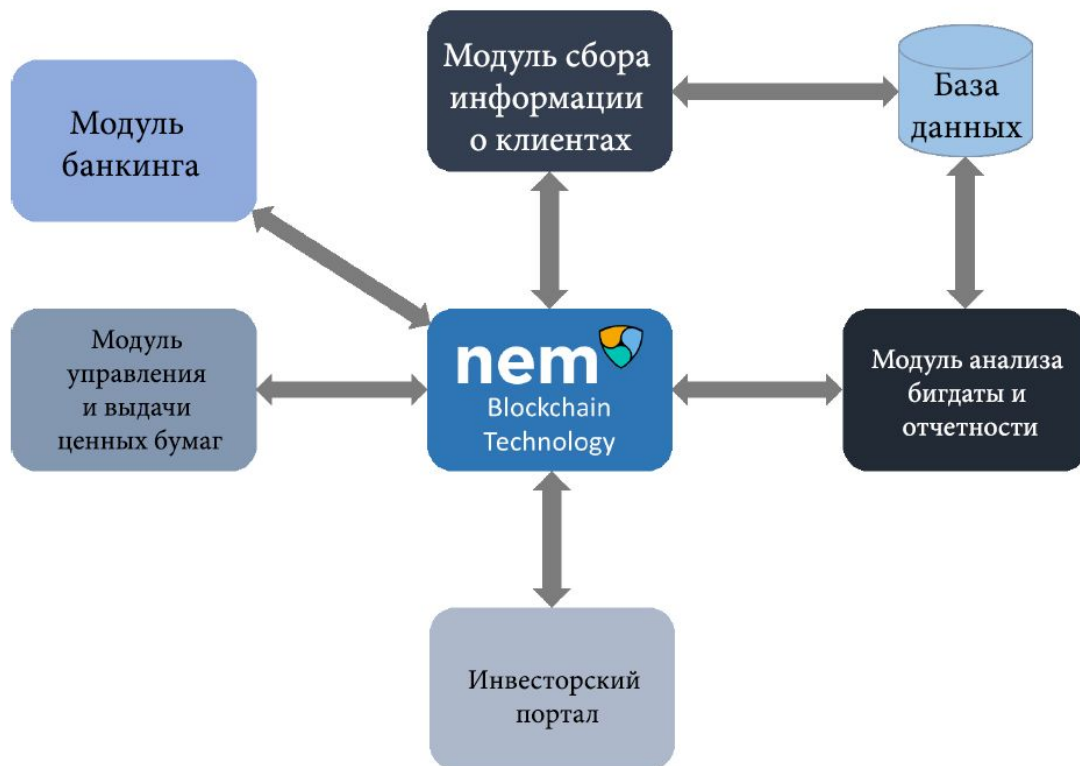 Модуль сбора
информации
о клиентах
База
данных
Модуль
банкинга
Модуль
управления
и выдачи
ценных бумаг
nem
Blockchain
Technology
Модуль анализа
бигдаты и
отчетности
Инвесторский
портал